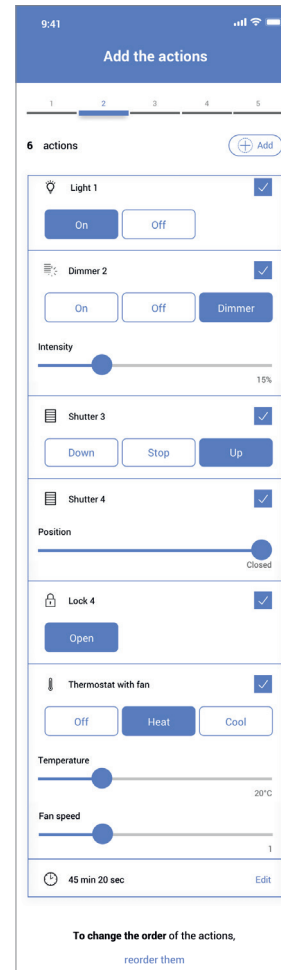 9:41
Add the actions
1 2 3 4 5
6 actions
Add
Light 1
On Off
Dimmer 2
On Off Dimmer
Intensity
15%
Shutter 3
Down Stop Up
Shutter 4
Position
Closed
Lock 4
Open
Thermostat with fan
Off Heat Cool
Temperature
20°C
Fan speed
1
45 min 20 sec Edit
To change the order of the actions,
reorder them